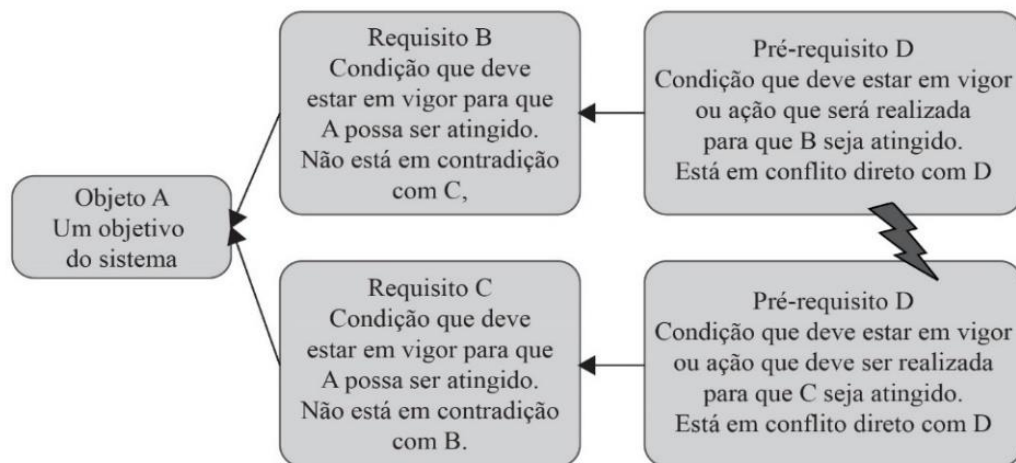 Requisito B
Condição que deve
estar em vigor para que
A possa ser atingido.
Não está em contradição
com C,
Pré-requisito D
Condição que deve estar em vigor
ou ação que será realizada
para que B seja atingido.
Está em conflito direto com D
Objeto A
Um objetivo
do sistema
Requisito C
Condição que deve
estar em vigor para que
A possa ser atingido.
Não está em contradição
com B.
Pré-requisito D
Condição que deve estar em vigor
ou ação que deve ser realizada
para que C seja atingido.
Está em conflito direto com D